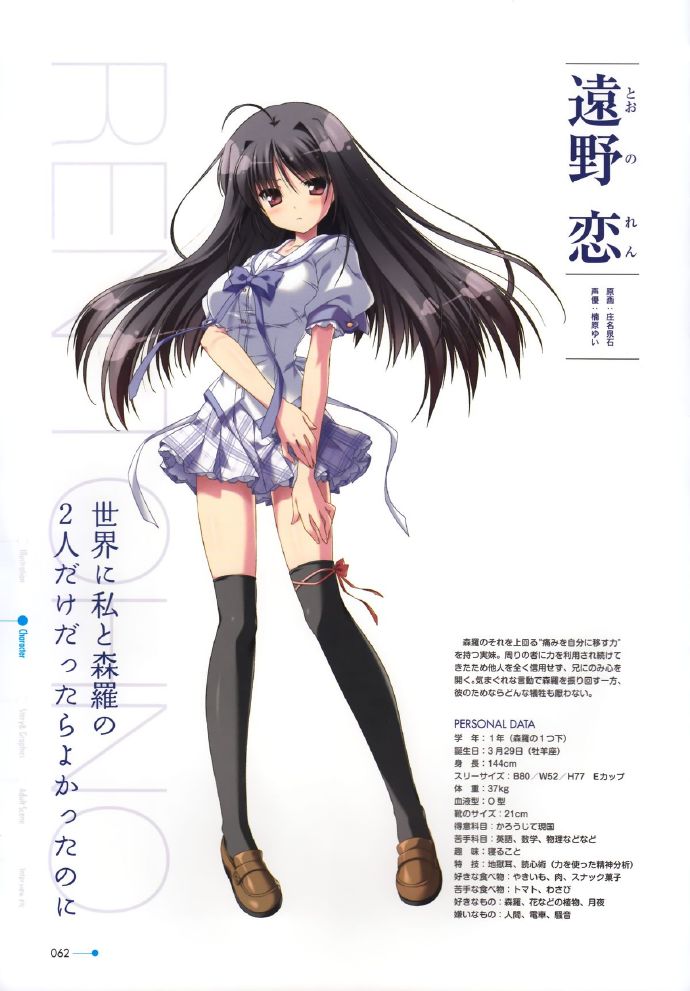 REN TOHNO
とおの れん
遠野 恋
原画:庄名泉石
声優:楠原ゆい
世界に私と森羅の
2人だけだったらよかったのに
Illustration
Character
Story & Graphics
Adult Scene
森羅のそれを上回る“痛みを自分に移す力”
を持つ実妹。周りの者に力を利用され続けて
きたため他人を全く信用せず、兄にのみ心を
開く。気まぐれな言動で森羅を振り回す一方、
彼のためならどんな犠牲も厭わない。
PERSONAL DATA
学 年:1年(森羅の1つ下)
誕生日:3月29日(牡羊座)
身 長:144cm
スリーサイズ:B80/W52/H77 Eカップ
体 重:37kg
血液型:O型
靴のサイズ:21cm
得意科目:かろうじて現国
苦手科目:英語、数学、物理などなど
趣 味:寝ること
特 技:地獄耳、読心術(力を使った精神分析)
好きな食べ物:やきいも、肉、スナック菓子
苦手な食べ物:トマト、わさび
好きなもの:森羅、花などの植物、月夜
嫌いなもの:人間、電車、騒音
062